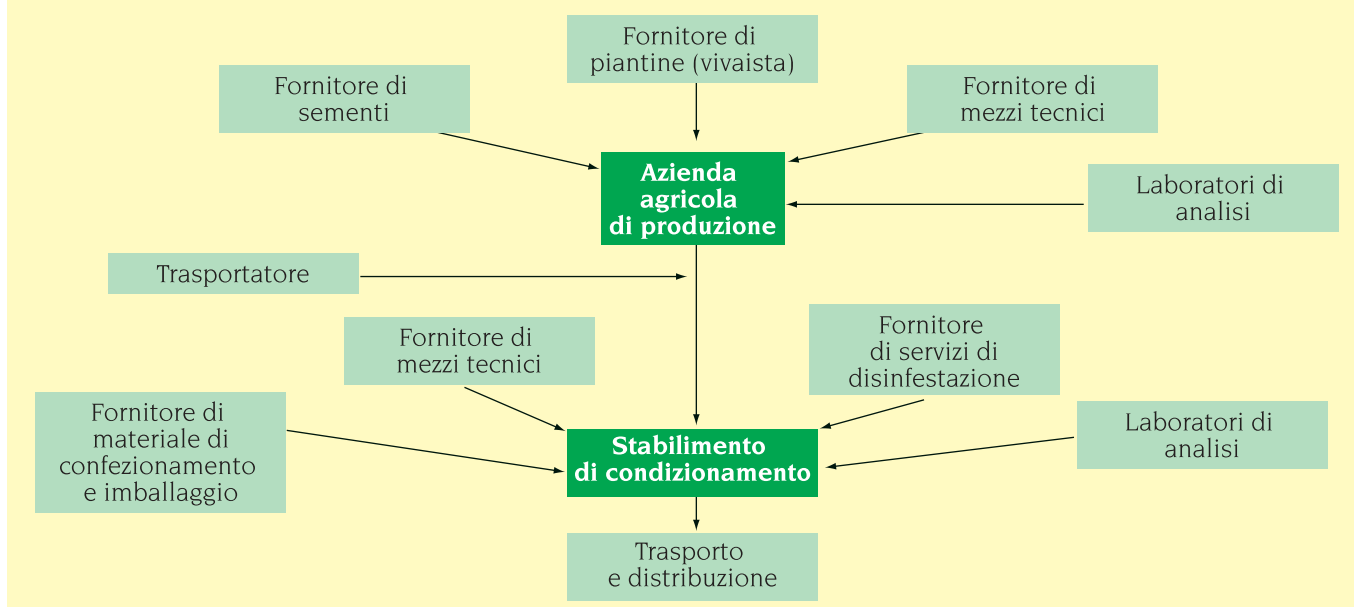 Fornitore di
piantine (vivaista)
Fornitore di
sementi
Fornitore di
mezzi tecnici
Azienda
agricola
di produzione
Laboratori di
analisi
Trasportatore
Fornitore di
mezzi tecnici
Fornitore
di servizi di
disinfestazione
Fornitore di
materiale di
confezionamento
e imballaggio
Stabilimento
di condizionamento
Laboratori di
analisi
Trasporto
e distribuzione